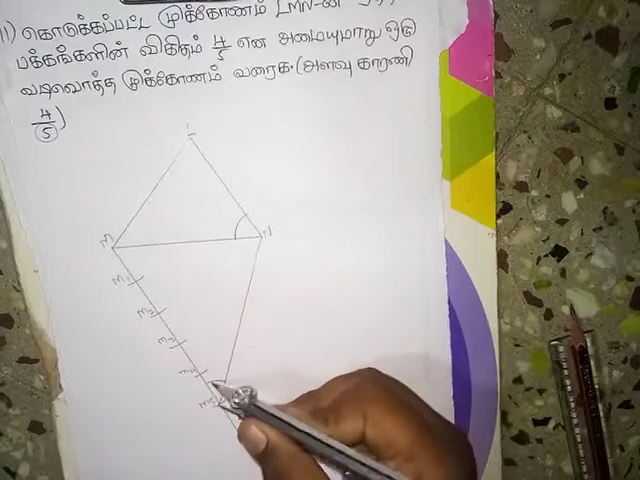 11) கொடுக்கப்பட்ட முக்கோணம் LMN-ன்
பக்கங்களின் விகிதம் 4/5 என அமையுமாறு ஒரு
வடிவொத்த முக்கோணம் வரைக. (அளவு காரணி
4/5)
L
M N
M1
M2
M3
M4
M5